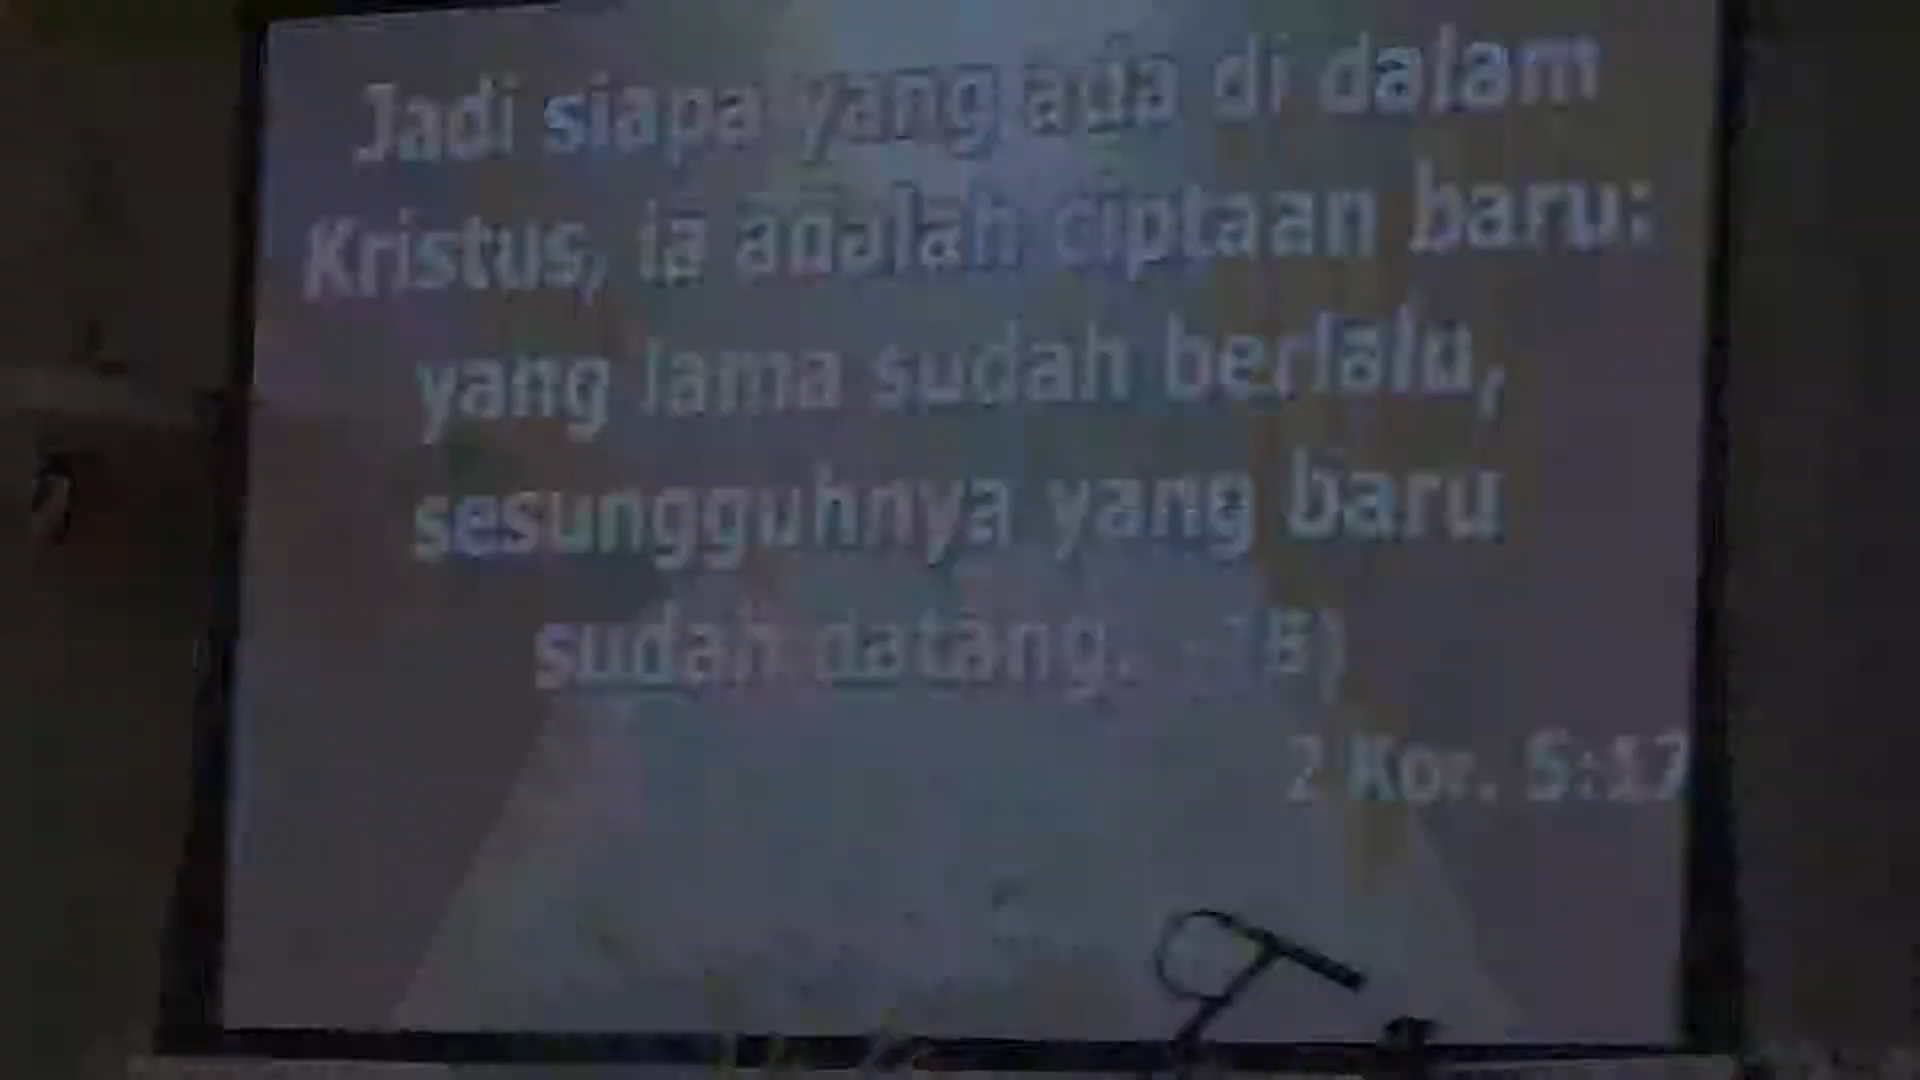 Jadi siapa yang ada di dalam
Kristus, ia adalah ciptaan baru:
yang lama sudah berlalu,
sesungguhnya yang baru
sudah datang.
2 Kor. 5:17